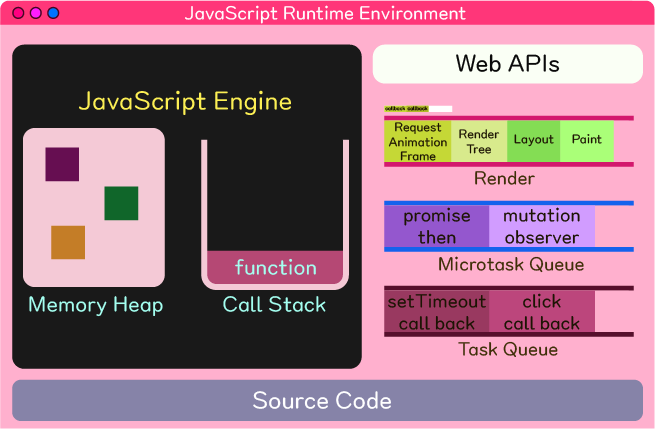 JavaScript Runtime Environment
JavaScript Engine
Memory Heap
function
Call Stack
Web APIs
callback callback
Request
Animation
Frame
Render
Tree
Layout
Paint
Render
promise
then
mutation
observer
Microtask Queue
setTimeout
call back
click
call back
Task Queue
Source Code